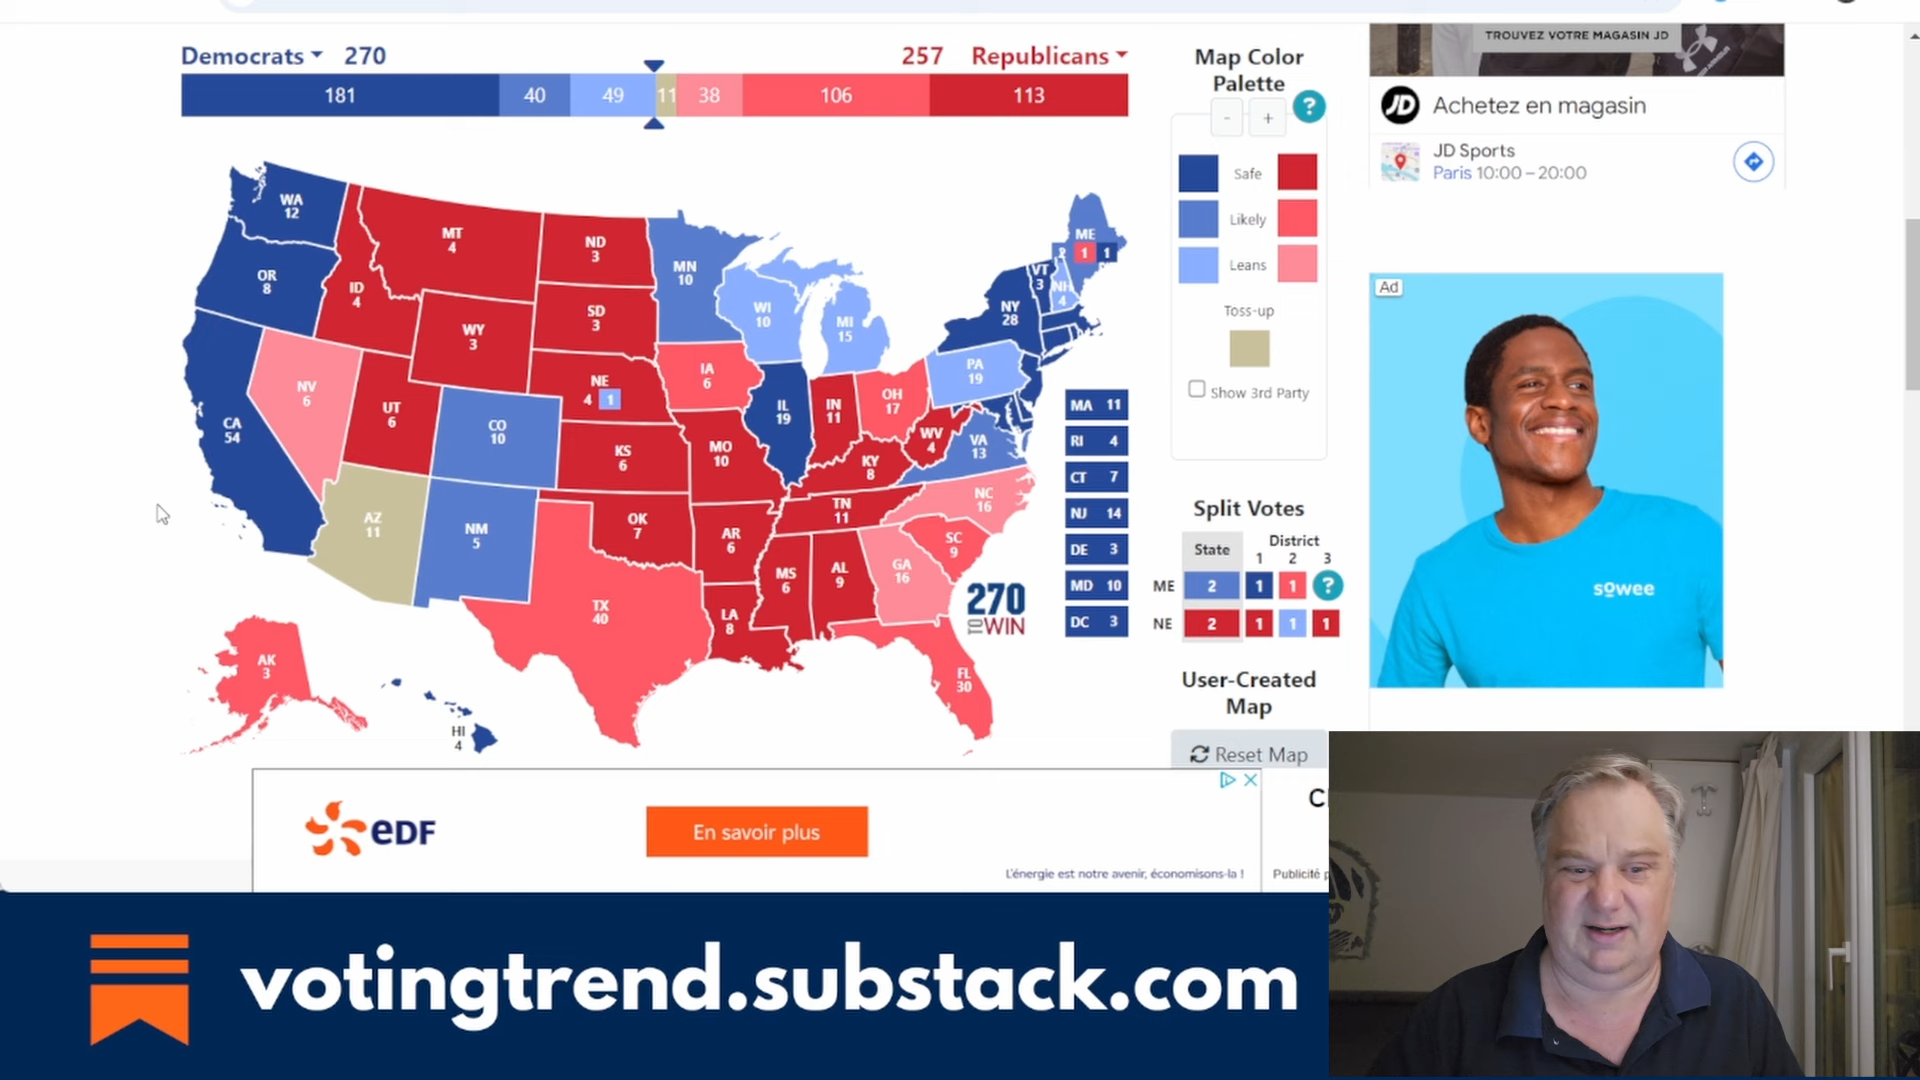 Democrats 270
257 Republicans
181 40 49 11 38 106 113
WA
12
OR
8
CA
54
NV
6
ID
4
MT
4
WY
3
UT
6
AZ
11
CO
10
NM
5
ND
3
SD
3
NE
4 1
KS
6
OK
7
TX
40
MN
10
IA
6
MO
10
AR
6
LA
8
WI
10
IL
19
MI
15
IN
11
OH
17
KY
8
TN
11
MS
6
AL
9
GA
16
FL
30
SC
9
NC
16
VA
13
WV
4
PA
19
NY
28
VT
3
NH
4
ME
2 1 1
AK
3
HI
4
270
TO WIN
MA 11
RI 4
CT 7
NJ 14
DE 3
MD 10
DC 3
Map Color
Palette
- + ?
Safe
Likely
Leans
Toss-up
Show 3rd Party
Split Votes
State District
1 2 3
ME 2 1 1 ?
NE 2 1 1 1
User-Created
Map
Reset Map
TROUVEZ VOTRE MAGASIN JD
JD Achetez en magasin
JD Sports
Paris 10:00 – 20:00
Ad
sowee
eDF
En savoir plus
L'énergie est notre avenir, économisons-la !
Publicité
votingtrend.substack.com